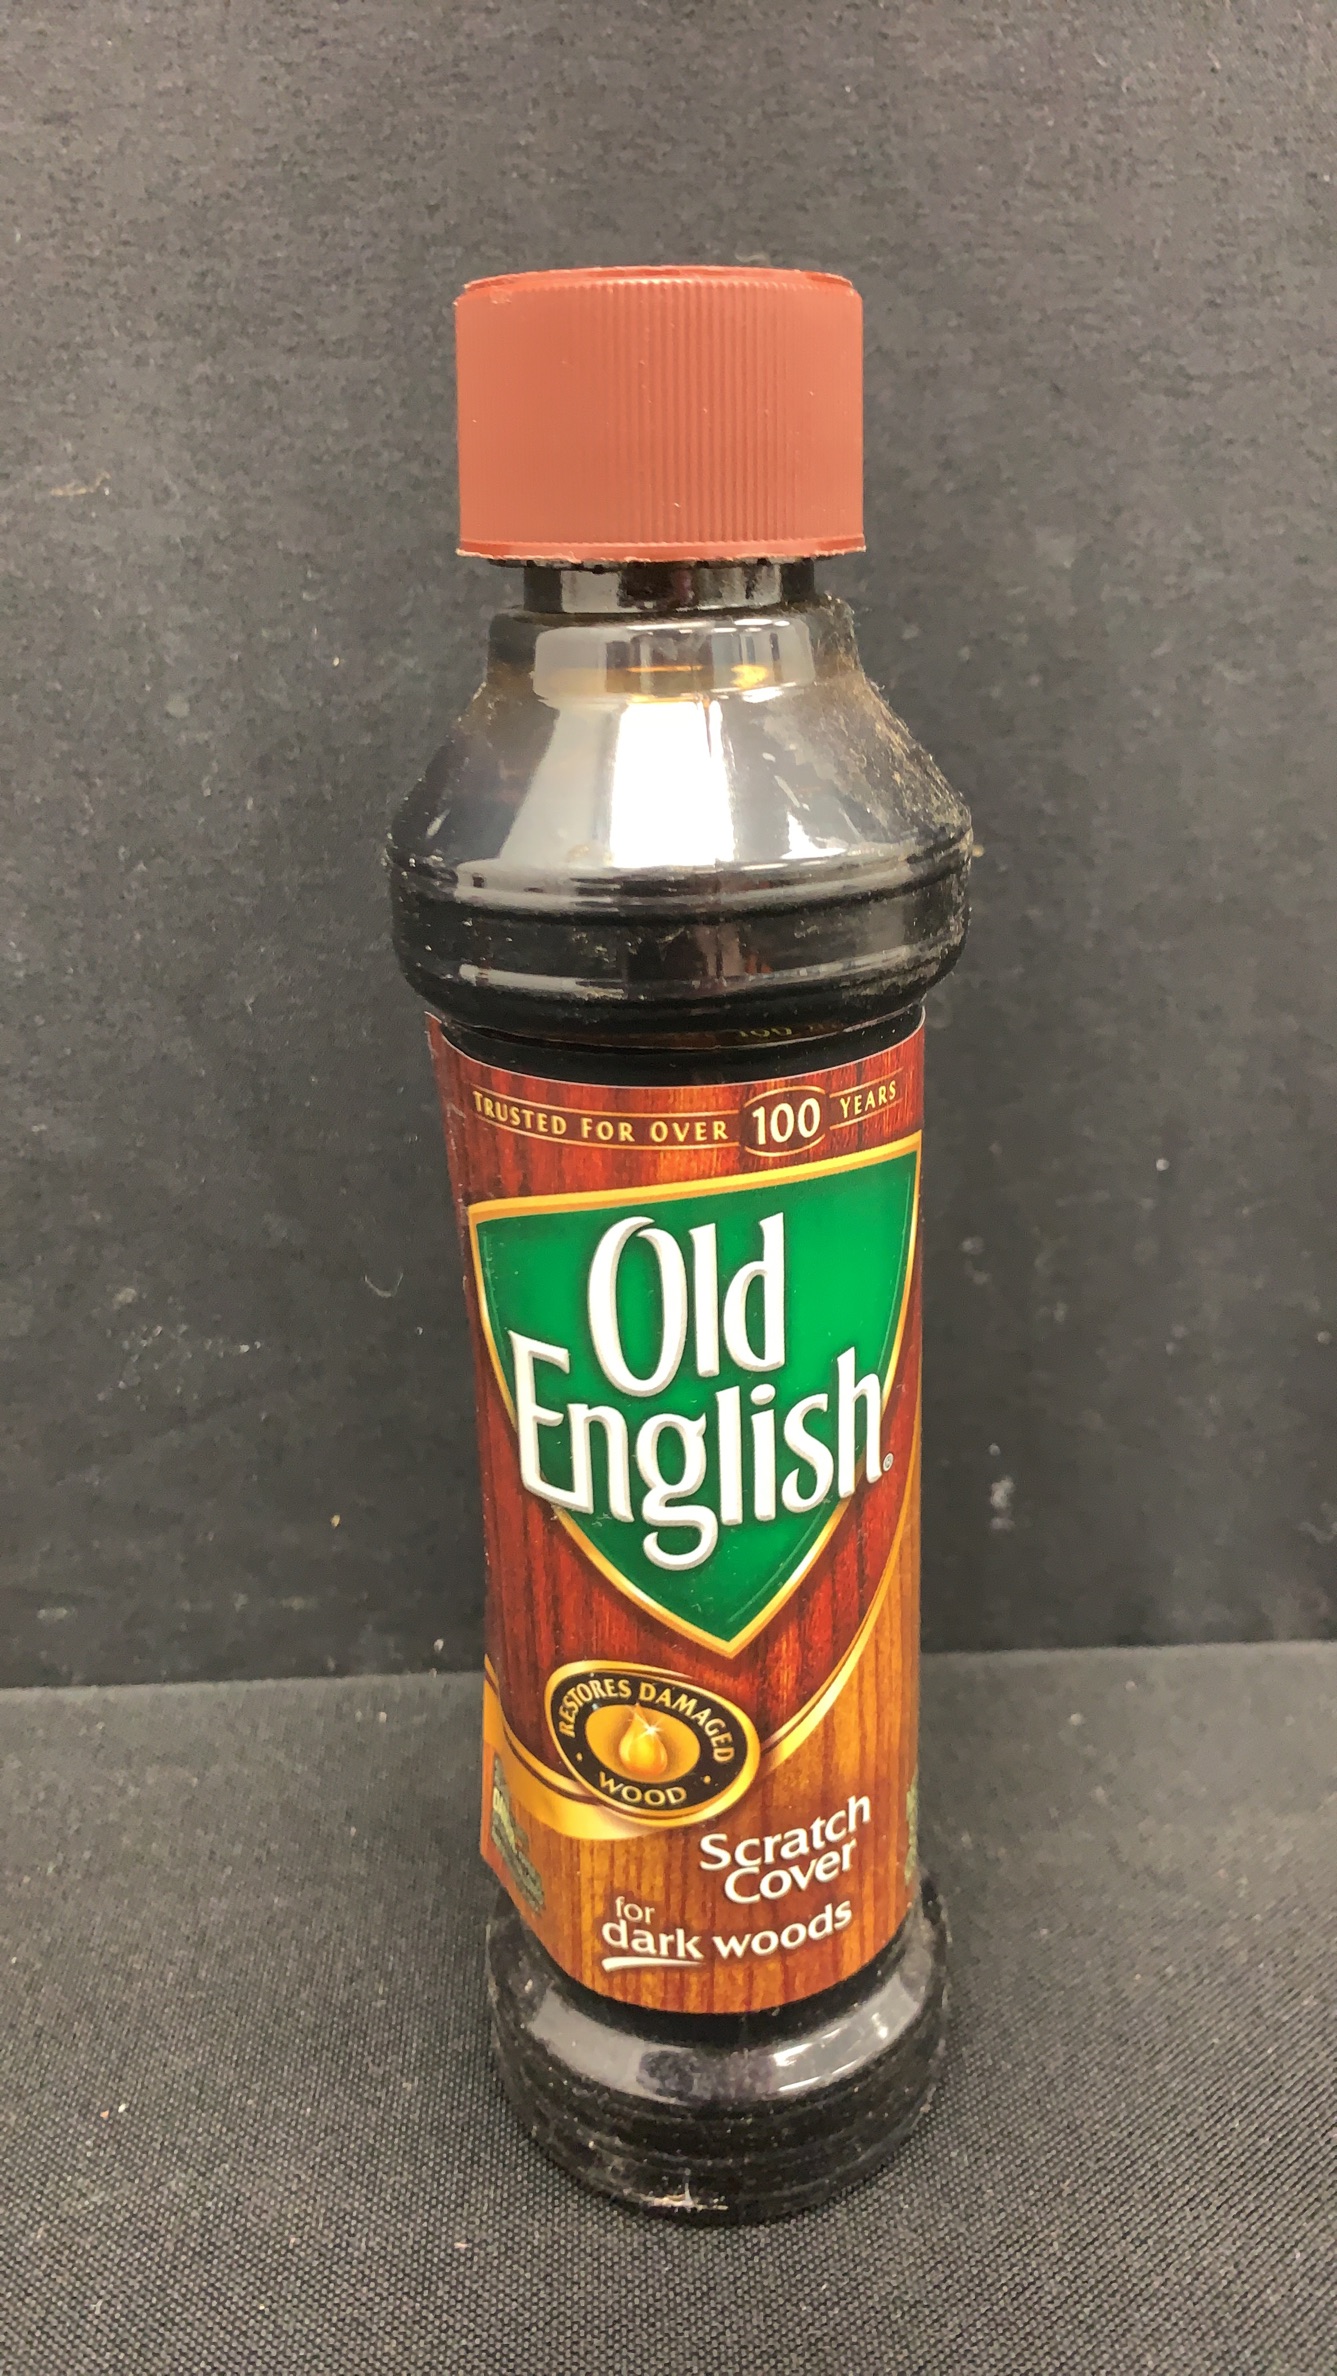 TRUSTED FOR OVER 100 YEARS
Old
English®
RESTORES DAMAGED
WOOD
Scratch
Cover
for
dark woods